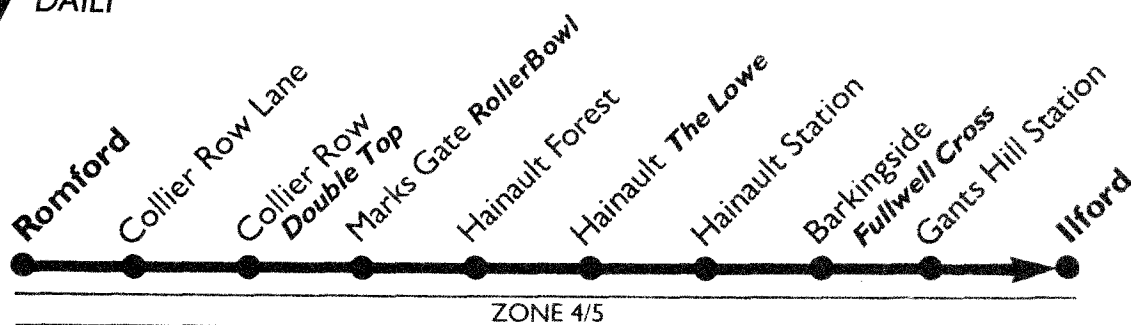 DAILY
Romford
Collier Row Lane
Collier Row
Double Top
Marks Gate RollerBowl
Hainault Forest
Hainault The Lowe
Hainault Station
Barkingside
Fullwell Cross
Gants Hill Station
Ilford
ZONE 4/5